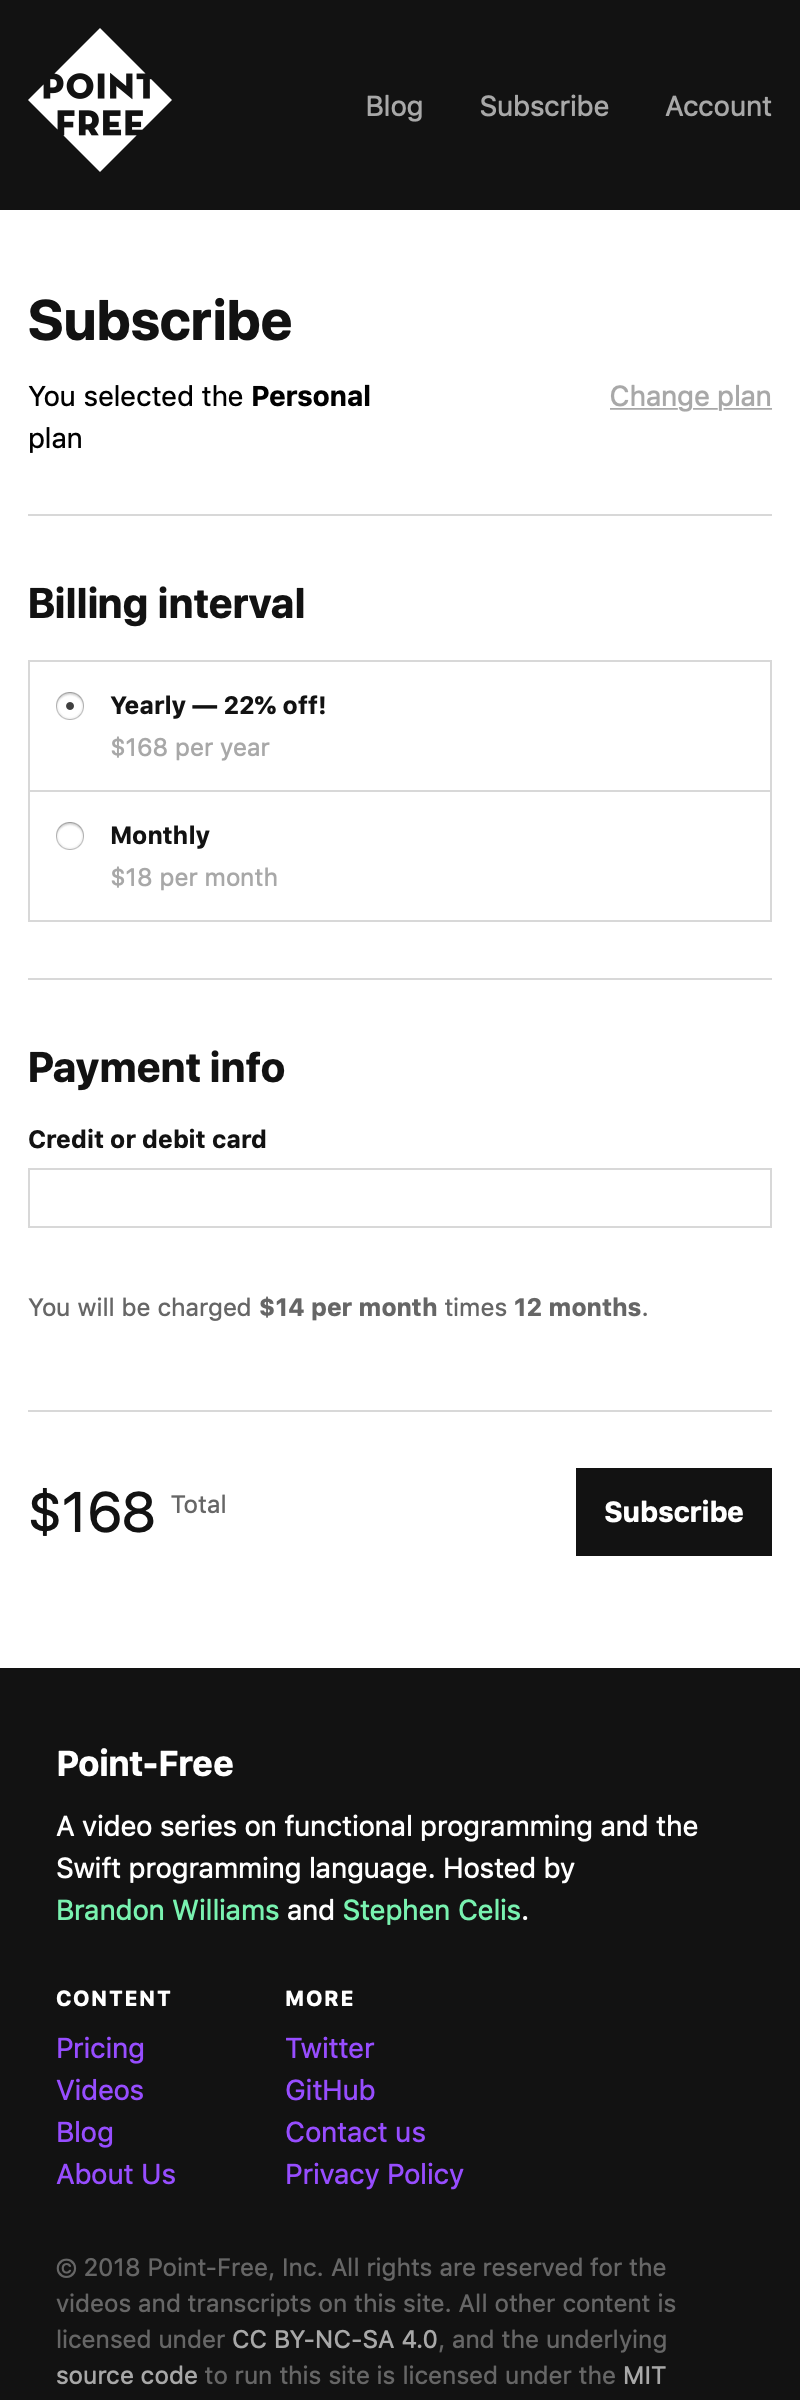 POINT
FREE
Blog Subscribe Account
Subscribe
You selected the Personal
plan
Change plan
Billing interval
Yearly — 22% off!
$168 per year
Monthly
$18 per month
Payment info
Credit or debit card
You will be charged $14 per month times 12 months.
$168 Total
Subscribe
Point-Free
A video series on functional programming and the
Swift programming language. Hosted by
Brandon Williams and Stephen Celis.
CONTENT
Pricing
Videos
Blog
About Us
MORE
Twitter
GitHub
Contact us
Privacy Policy
© 2018 Point-Free, Inc. All rights are reserved for the
videos and transcripts on this site. All other content is
licensed under CC BY-NC-SA 4.0, and the underlying
source code to run this site is licensed under the MIT